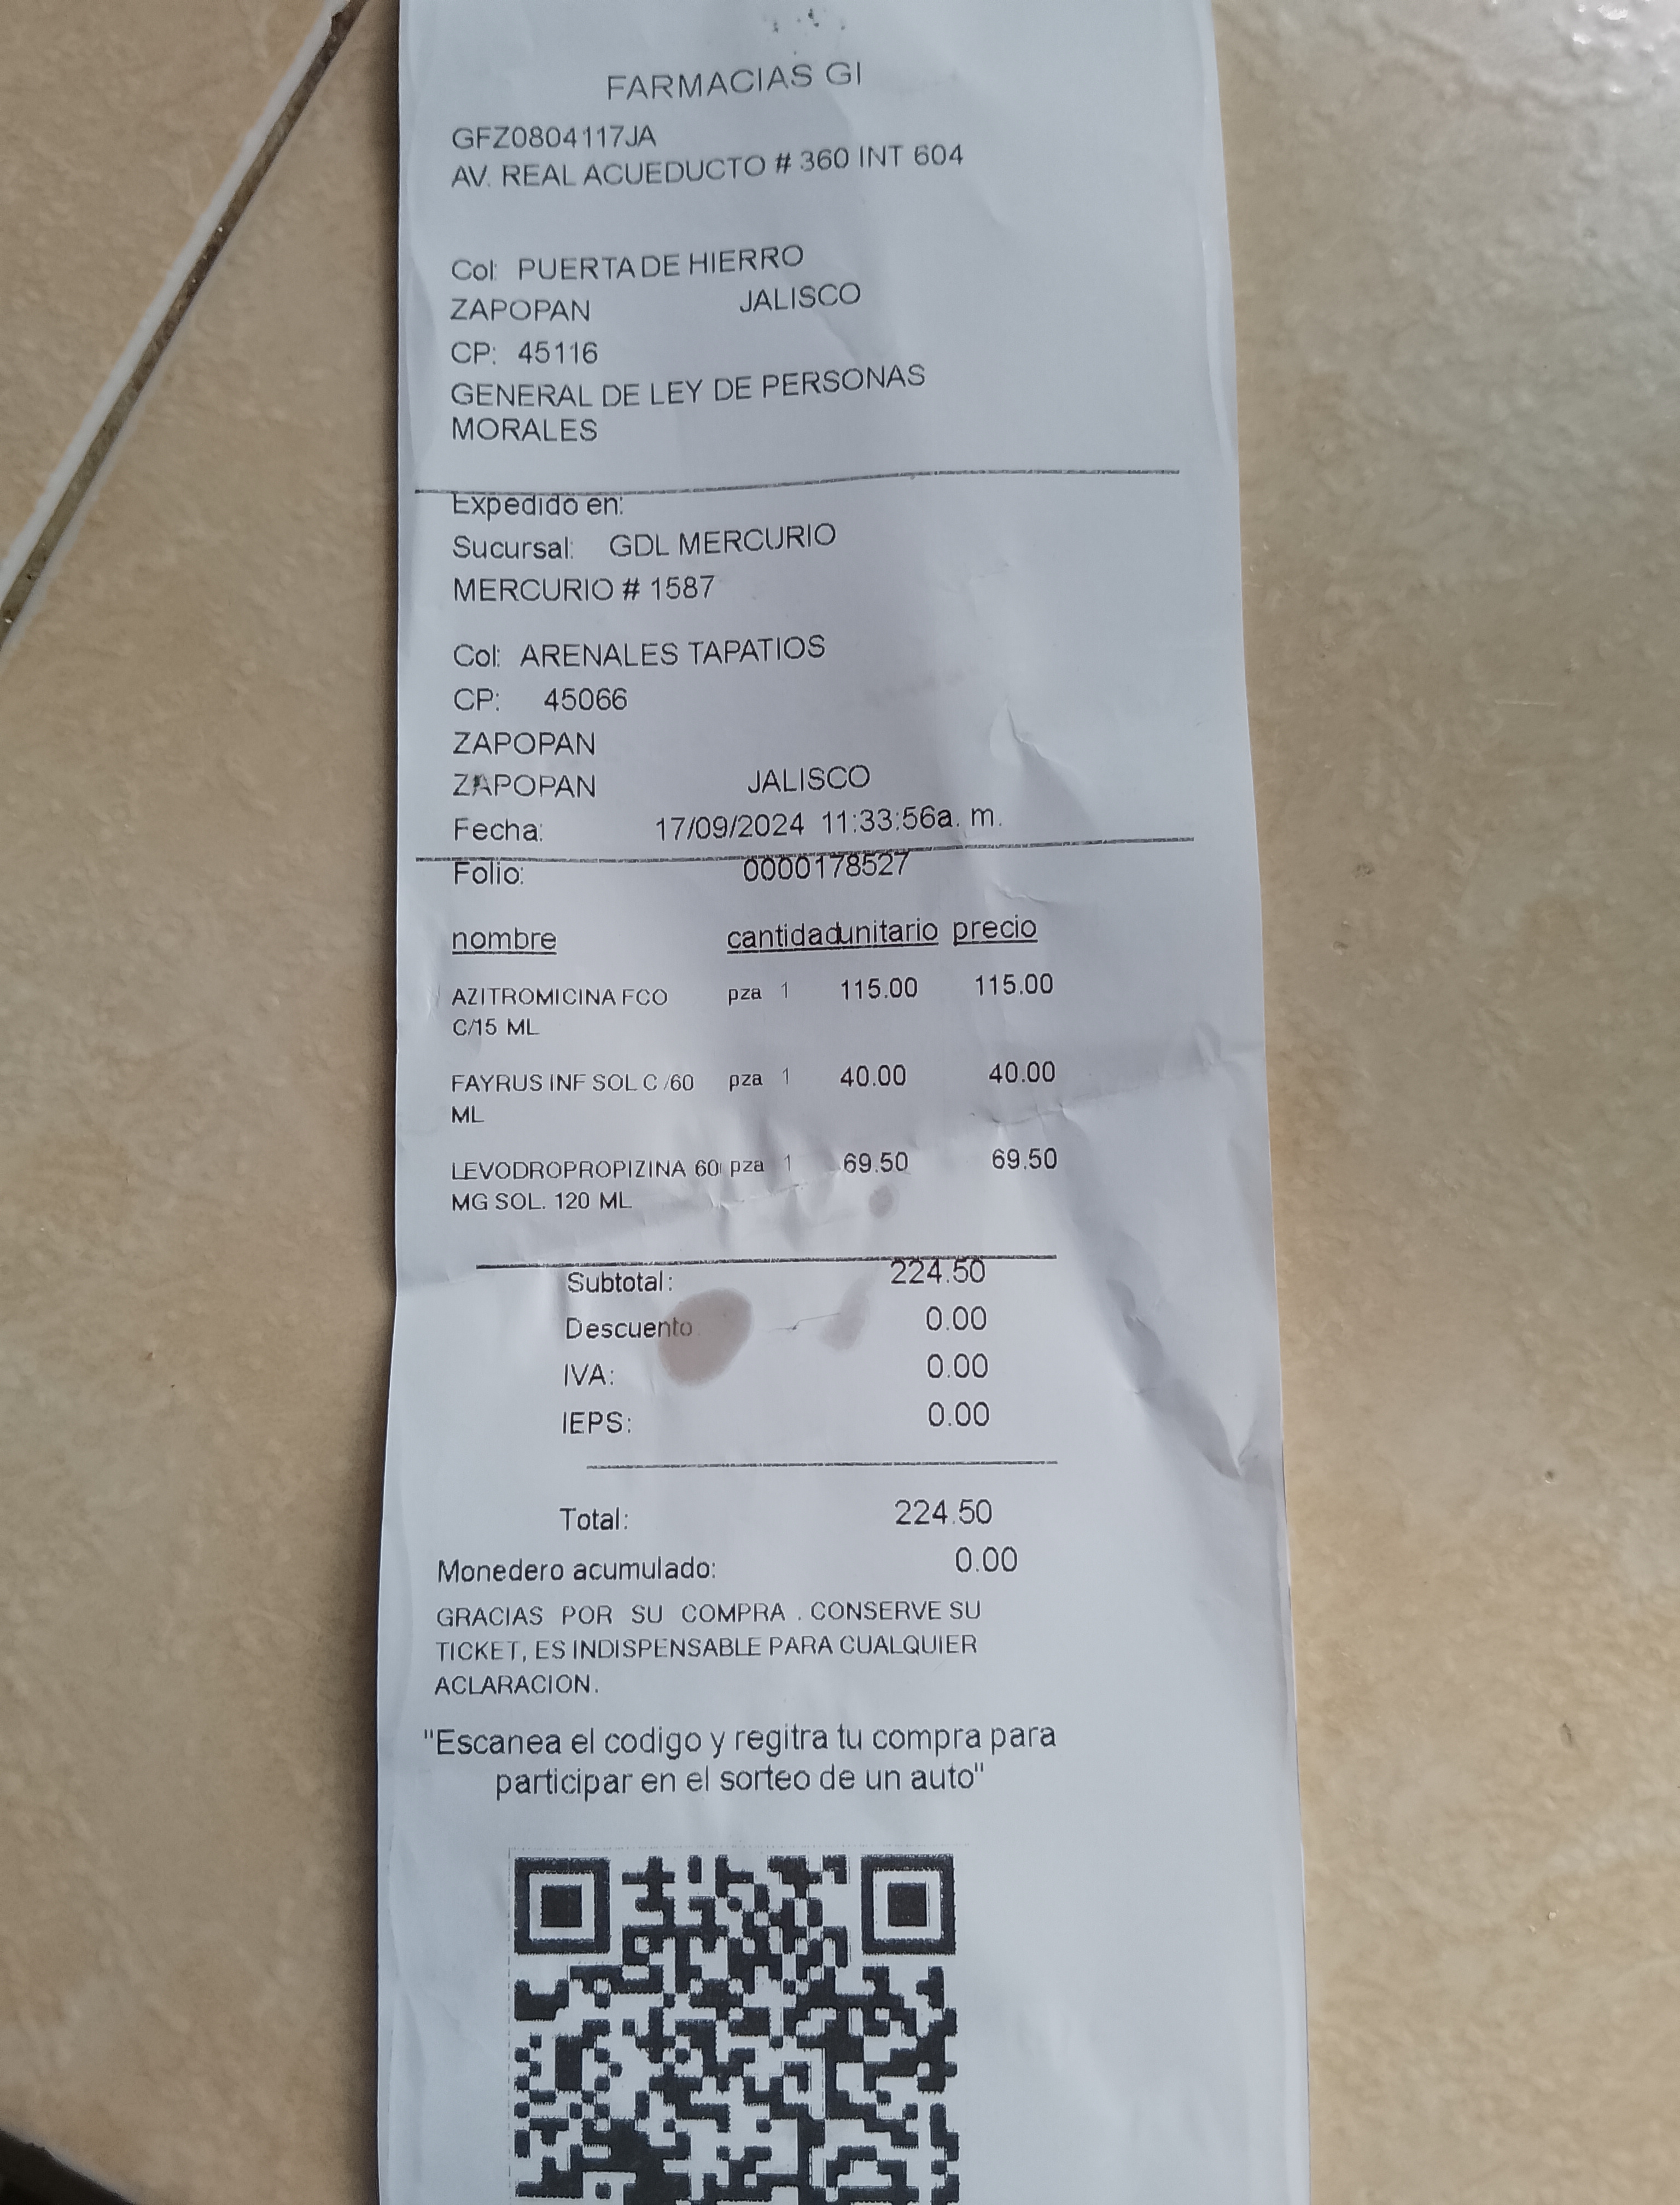 FARMACIAS GI
GFZ0804117JA
AV. REAL ACUEDUCTO # 360 INT 604
Col: PUERTA DE HIERRO
ZAPOPAN JALISCO
CP: 45116
GENERAL DE LEY DE PERSONAS
MORALES
Expedido en:
Sucursal: GDL MERCURIO
MERCURIO # 1587
Col: ARENALES TAPATIOS
CP: 45066
ZAPOPAN
ZAPOPAN JALISCO
Fecha: 17/09/2024 11:33:56a. m.
Folio: 0000178527
nombre cantidad unitario precio
AZITROMICINA FCO pza 1 115.00 115.00
C/15 ML
FAYRUS INF SOL C /60 pza 1 40.00 40.00
ML
LEVODROPROPIZINA 60 pza 1 69.50 69.50
MG SOL. 120 ML
Subtotal: 224.50
Descuento 0.00
IVA: 0.00
IEPS: 0.00
Total: 224.50
Monedero acumulado: 0.00
GRACIAS POR SU COMPRA . CONSERVE SU
TICKET, ES INDISPENSABLE PARA CUALQUIER
ACLARACION.
"Escanea el codigo y regitra tu compra para
participar en el sorteo de un auto"